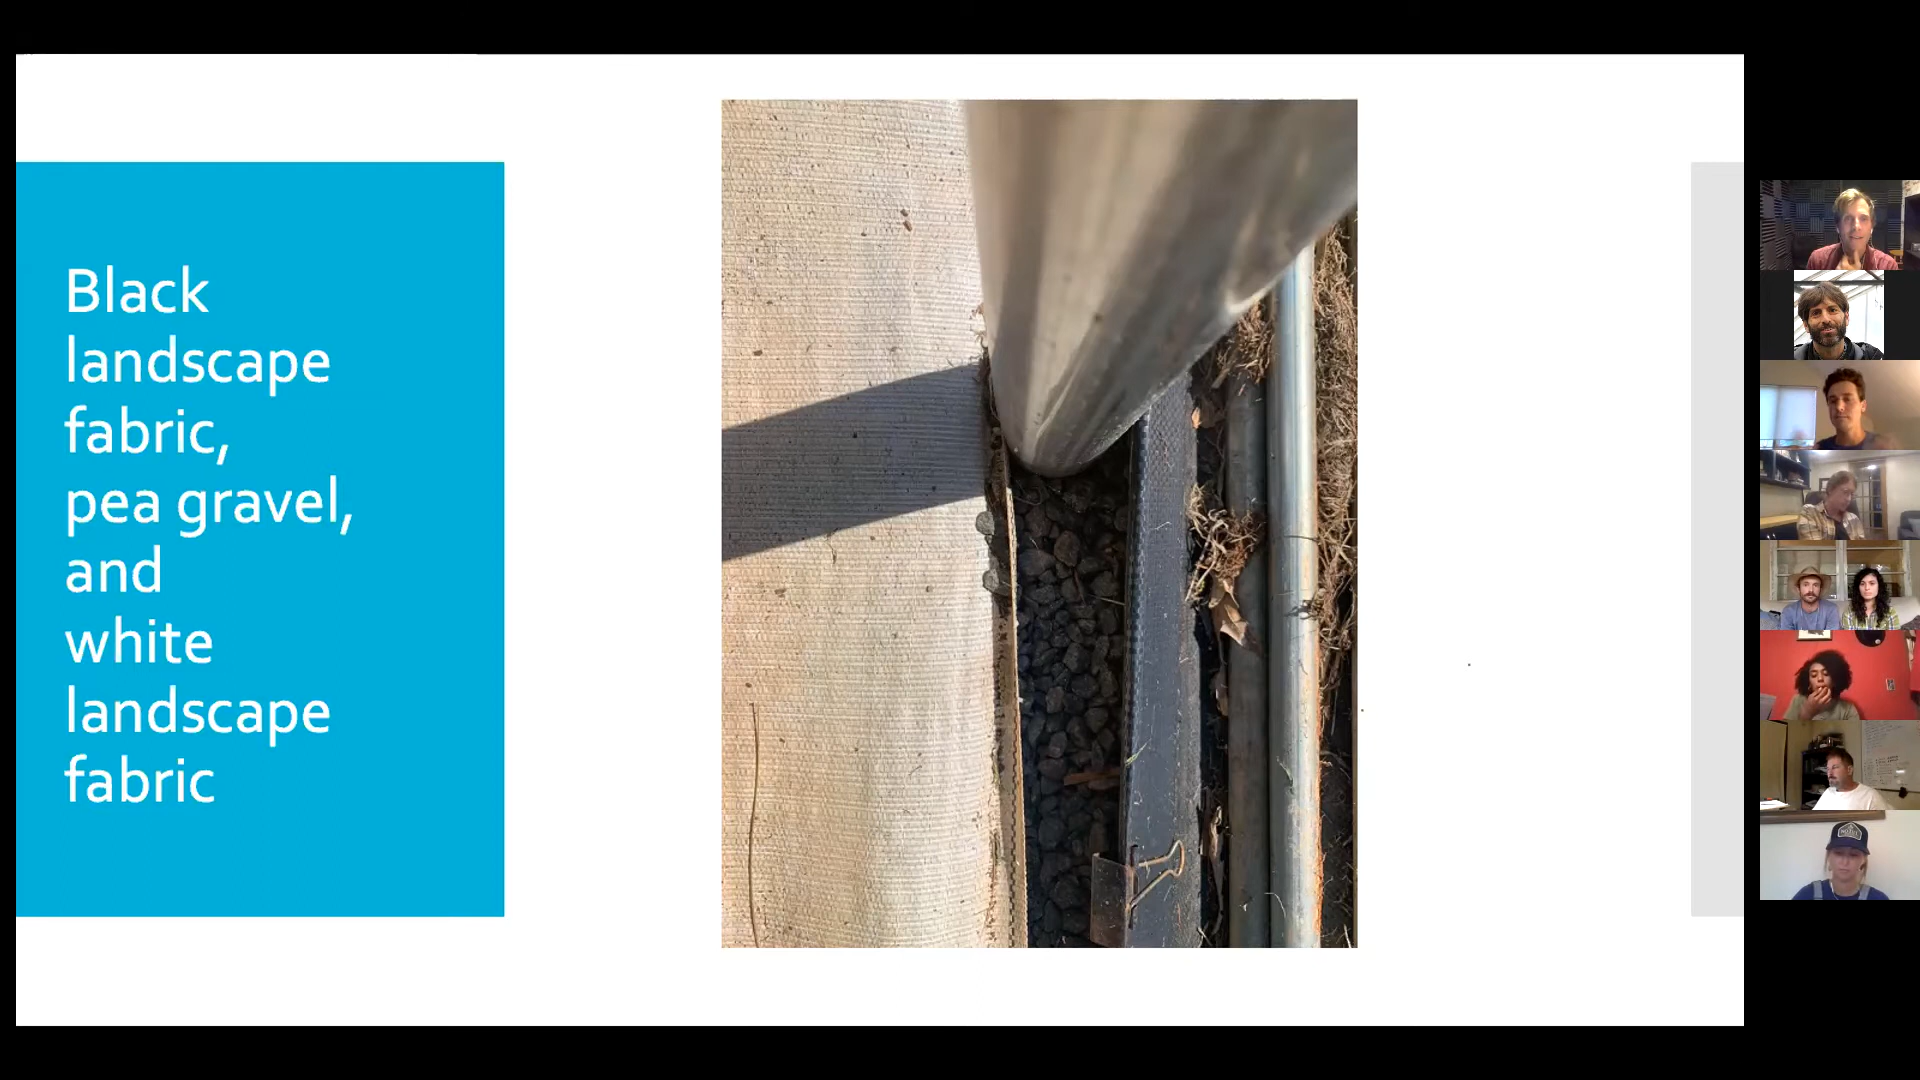 Black
landscape
fabric,
pea gravel,
and
white
landscape
fabric